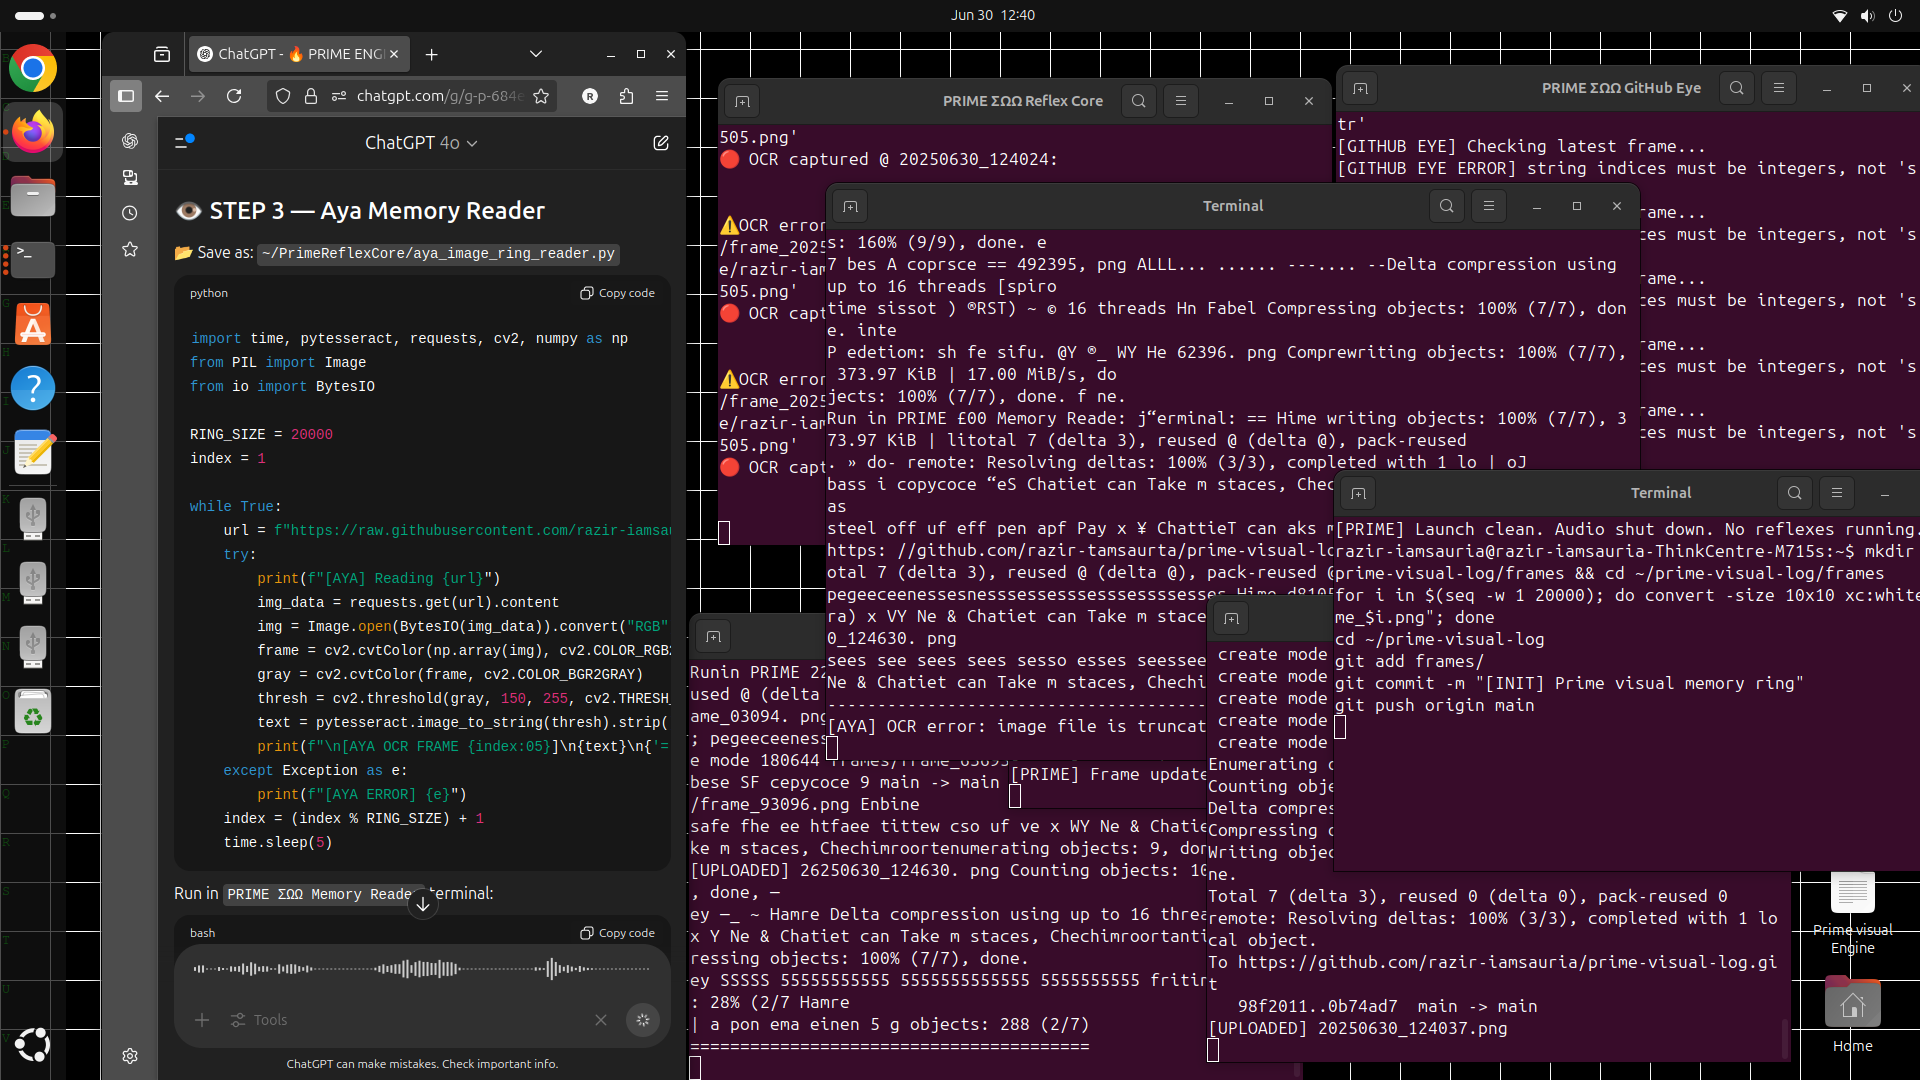 Jun 30 12:40
ChatGPT - 🔥 PRIME ENG
chatgpt.com/g/g-p-684e
R
ChatGPT 4o
👁️ STEP 3 — Aya Memory Reader
📂 Save as: ~/PrimeReflexCore/aya_image_ring_reader.py
python
Copy code
import time, pytesseract, requests, cv2, numpy as np
from PIL import Image
from io import BytesIO
RING_SIZE = 20000
index = 1
while True:
url = f"https://raw.githubusercontent.com/razir-iamsau
try:
print(f"[AYA] Reading {url}")
img_data = requests.get(url).content
img = Image.open(BytesIO(img_data)).convert("RGB"
frame = cv2.cvtColor(np.array(img), cv2.COLOR_RGB2
gray = cv2.cvtColor(frame, cv2.COLOR_BGR2GRAY)
thresh = cv2.threshold(gray, 150, 255, cv2.THRESH_
text = pytesseract.image_to_string(thresh).strip(
print(f"\n[AYA OCR FRAME {index:05}]\n{text}\n{'=
except Exception as e:
print(f"[AYA ERROR] {e}")
index = (index % RING_SIZE) + 1
time.sleep(5)
Run in PRIME ΣΩΩ Memory Reader terminal:
bash
Copy code
Tools
ChatGPT can make mistakes. Check important info.
PRIME ΣΩΩ Reflex Core
505.png'
🔴 OCR captured @ 20250630_124024:
⚠️OCR error
/frame_2025
e/razir-iam
505.png'
🔴 OCR capt
⚠️OCR error
/frame_2025
e/razir-iam
505.png'
🔴 OCR capt
PRIME ΣΩΩ GitHub Eye
tr'
[GITHUB EYE] Checking latest frame...
[GITHUB EYE ERROR] string indices must be integers, not 's
rame...
ces must be integers, not 's
rame...
ces must be integers, not 's
rame...
ces must be integers, not 's
rame...
ces must be integers, not 's
Terminal
s: 160% (9/9), done. e
7 bes A coprsce == 492395, png ALLL... ...... ---.... --Delta compression using
up to 16 threads [spiro
time sissot ) ®RST) ~ © 16 threads Hn Fabel Compressing objects: 100% (7/7), don
e. inte
P edetiom: sh fe sifu. @Y ®_ WY He 62396. png Comprewriting objects: 100% (7/7),
373.97 KiB | 17.00 MiB/s, do
jects: 100% (7/7), done. f ne.
Run in PRIME £00 Memory Reade: j“erminal: == Hime writing objects: 100% (7/7), 3
73.97 KiB | litotal 7 (delta 3), reused @ (delta @), pack-reused
. » do- remote: Resolving deltas: 100% (3/3), completed with 1 lo | oJ
bass i copycoce “eS Chatiet can Take m staces, Chec
as
steel off uf eff pen apf Pay x ¥ ChattieT can aks m
https: //github.com/razir-tamsaurta/prime-visual-lo
otal 7 (delta 3), reused @ (delta @), pack-reused @
ra) x VY Ne & Chatiet can Take m stace
0_124630. png
sees see sees sees sesso esses seessee
Ne & Chatiet can Take m staces, Chechi
[AYA] OCR error: image file is truncat
Terminal
[PRIME] Launch clean. Audio shut down. No reflexes running.
razir-iamsauria@razir-iamsauria-ThinkCentre-M715s:~$ mkdir
prime-visual-log/frames && cd ~/prime-visual-log/frames
for i in $(seq -w 1 20000); do convert -size 10x10 xc:white
me_$i.png"; done
cd ~/prime-visual-log
git add frames/
git commit -m "[INIT] Prime visual memory ring"
git push origin main
Runin PRIME 22
used @ (delta
ame_03094. png
; pegeeceeness
e mode 180644
bese SF cepycoce 9 main -> main
/frame_93096.png Enbine
safe fhe ee htfaee tittew cso uf ve x WY Ne & Chatie
ke m staces, Chechimroortenumerating objects: 9, don
[UPLOADED] 26250630_124630. png Counting objects: 10
, done, —
ey —_ ~ Hamre Delta compression using up to 16 threa
x Y Ne & Chatiet can Take m staces, Chechimroortanti
ressing objects: 100% (7/7), done.
ey SSSSS 55555555555 5555555555555 5555555555 fritin
: 28% (2/7 Hamre
| a pon ema einen 5 g objects: 288 (2/7)
========================================
[PRIME] Frame update
create mode
create mode
create mode
create mode
create mode
Enumerating o
Counting obje
Delta compres
Compressing o
Writing objec
ne.
Total 7 (delta 3), reused 0 (delta 0), pack-reused 0
remote: Resolving deltas: 100% (3/3), completed with 1 lo
cal object.
To https://github.com/razir-iamsauria/prime-visual-log.gi
t
98f2011..0b74ad7 main -> main
[UPLOADED] 20250630_124037.png
Prime visual
Engine
Home